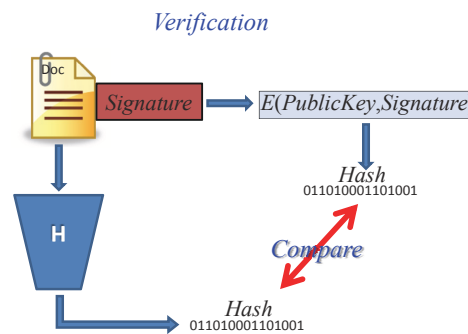 Verification
Doc
Signature
E(PublicKey,Signature
Hash
011010001101001
H
Compare
Hash
011010001101001